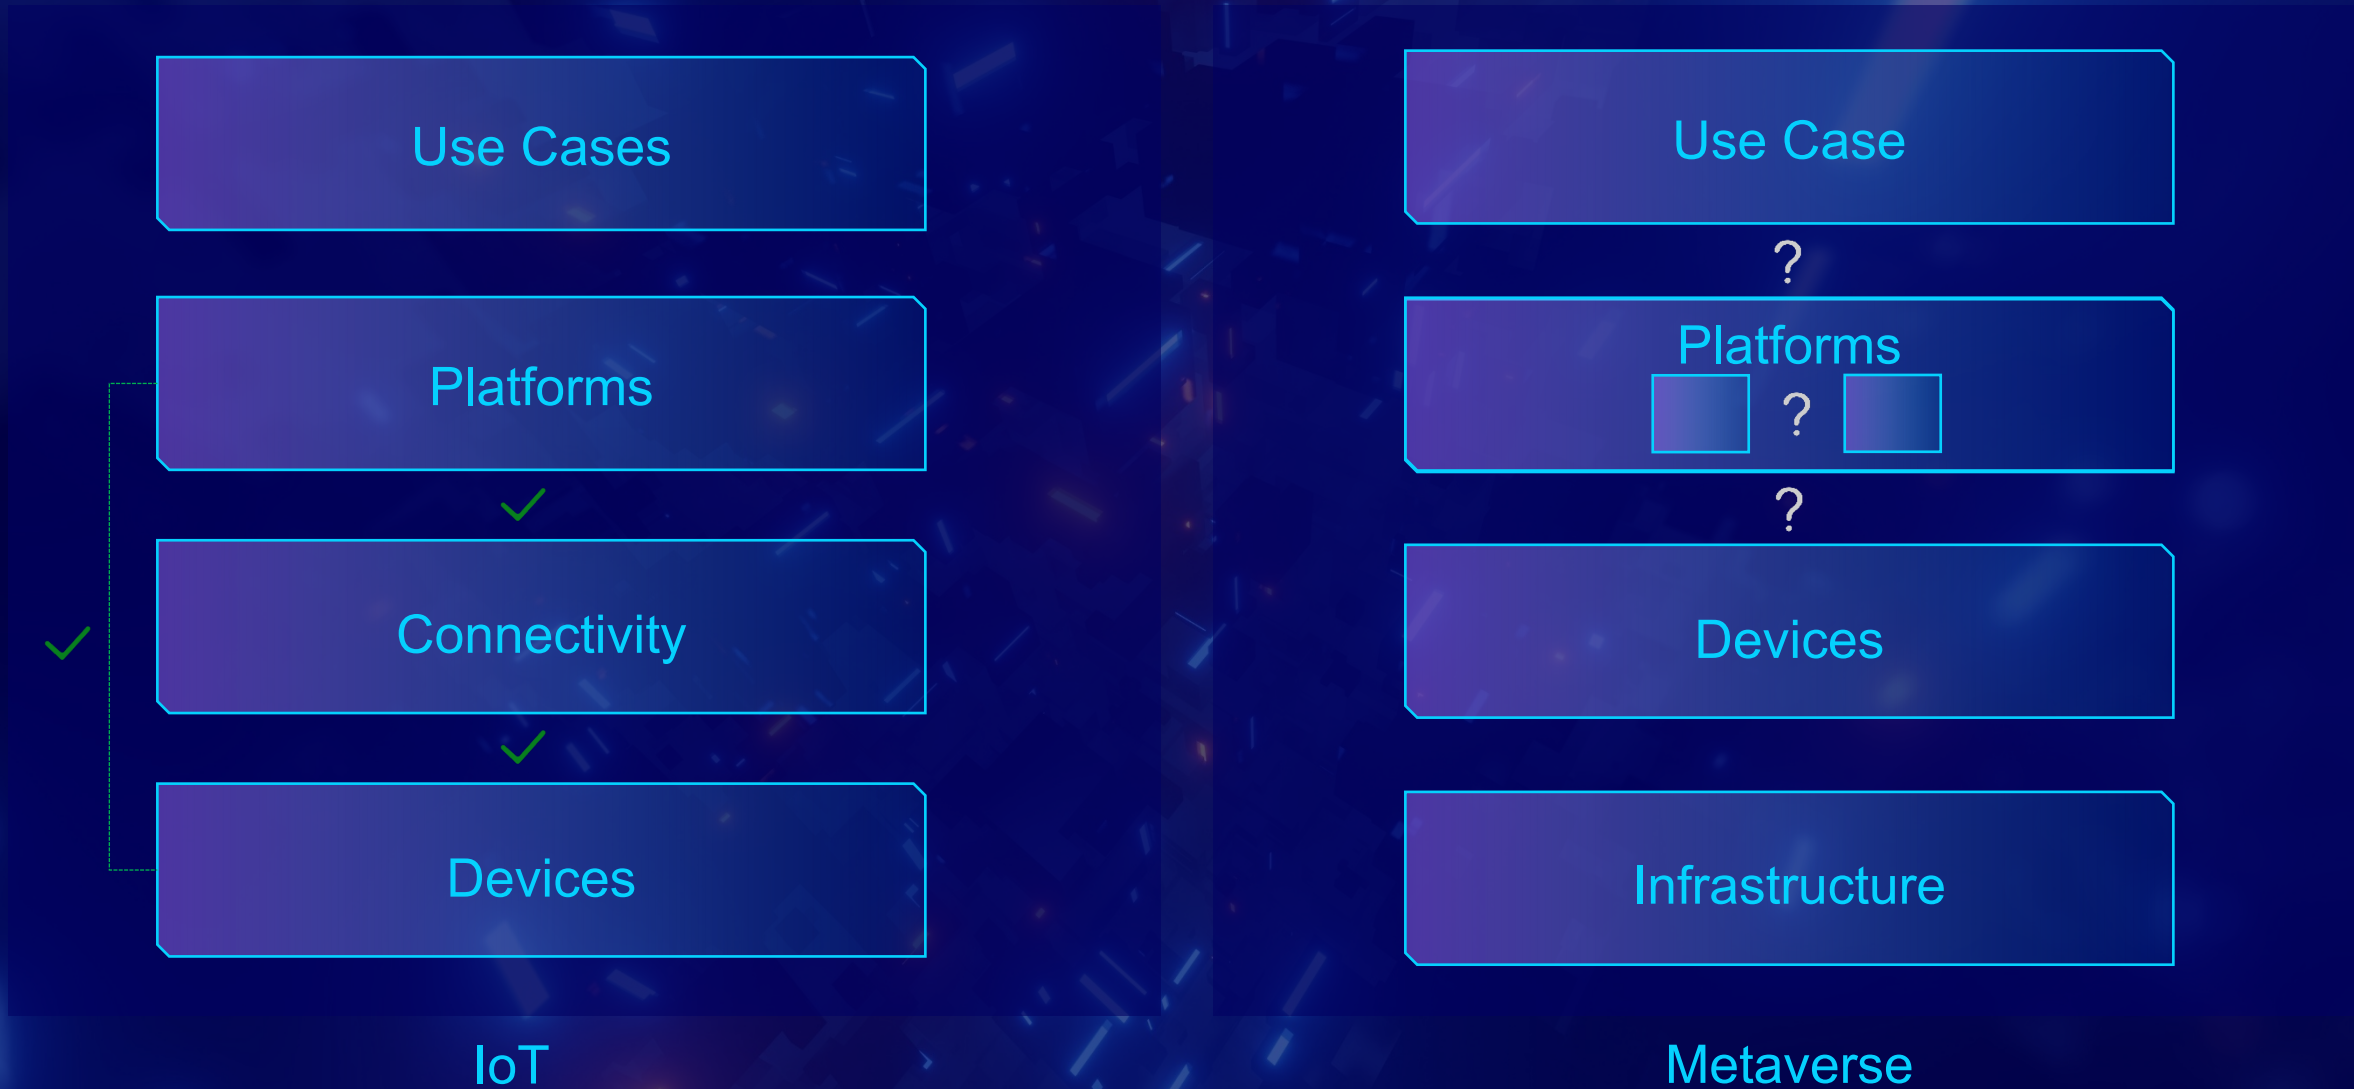 Use Cases
Platforms
Connectivity
Devices
IoT
Use Case
?
Platforms
?
?
Devices
Infrastructure
Metaverse